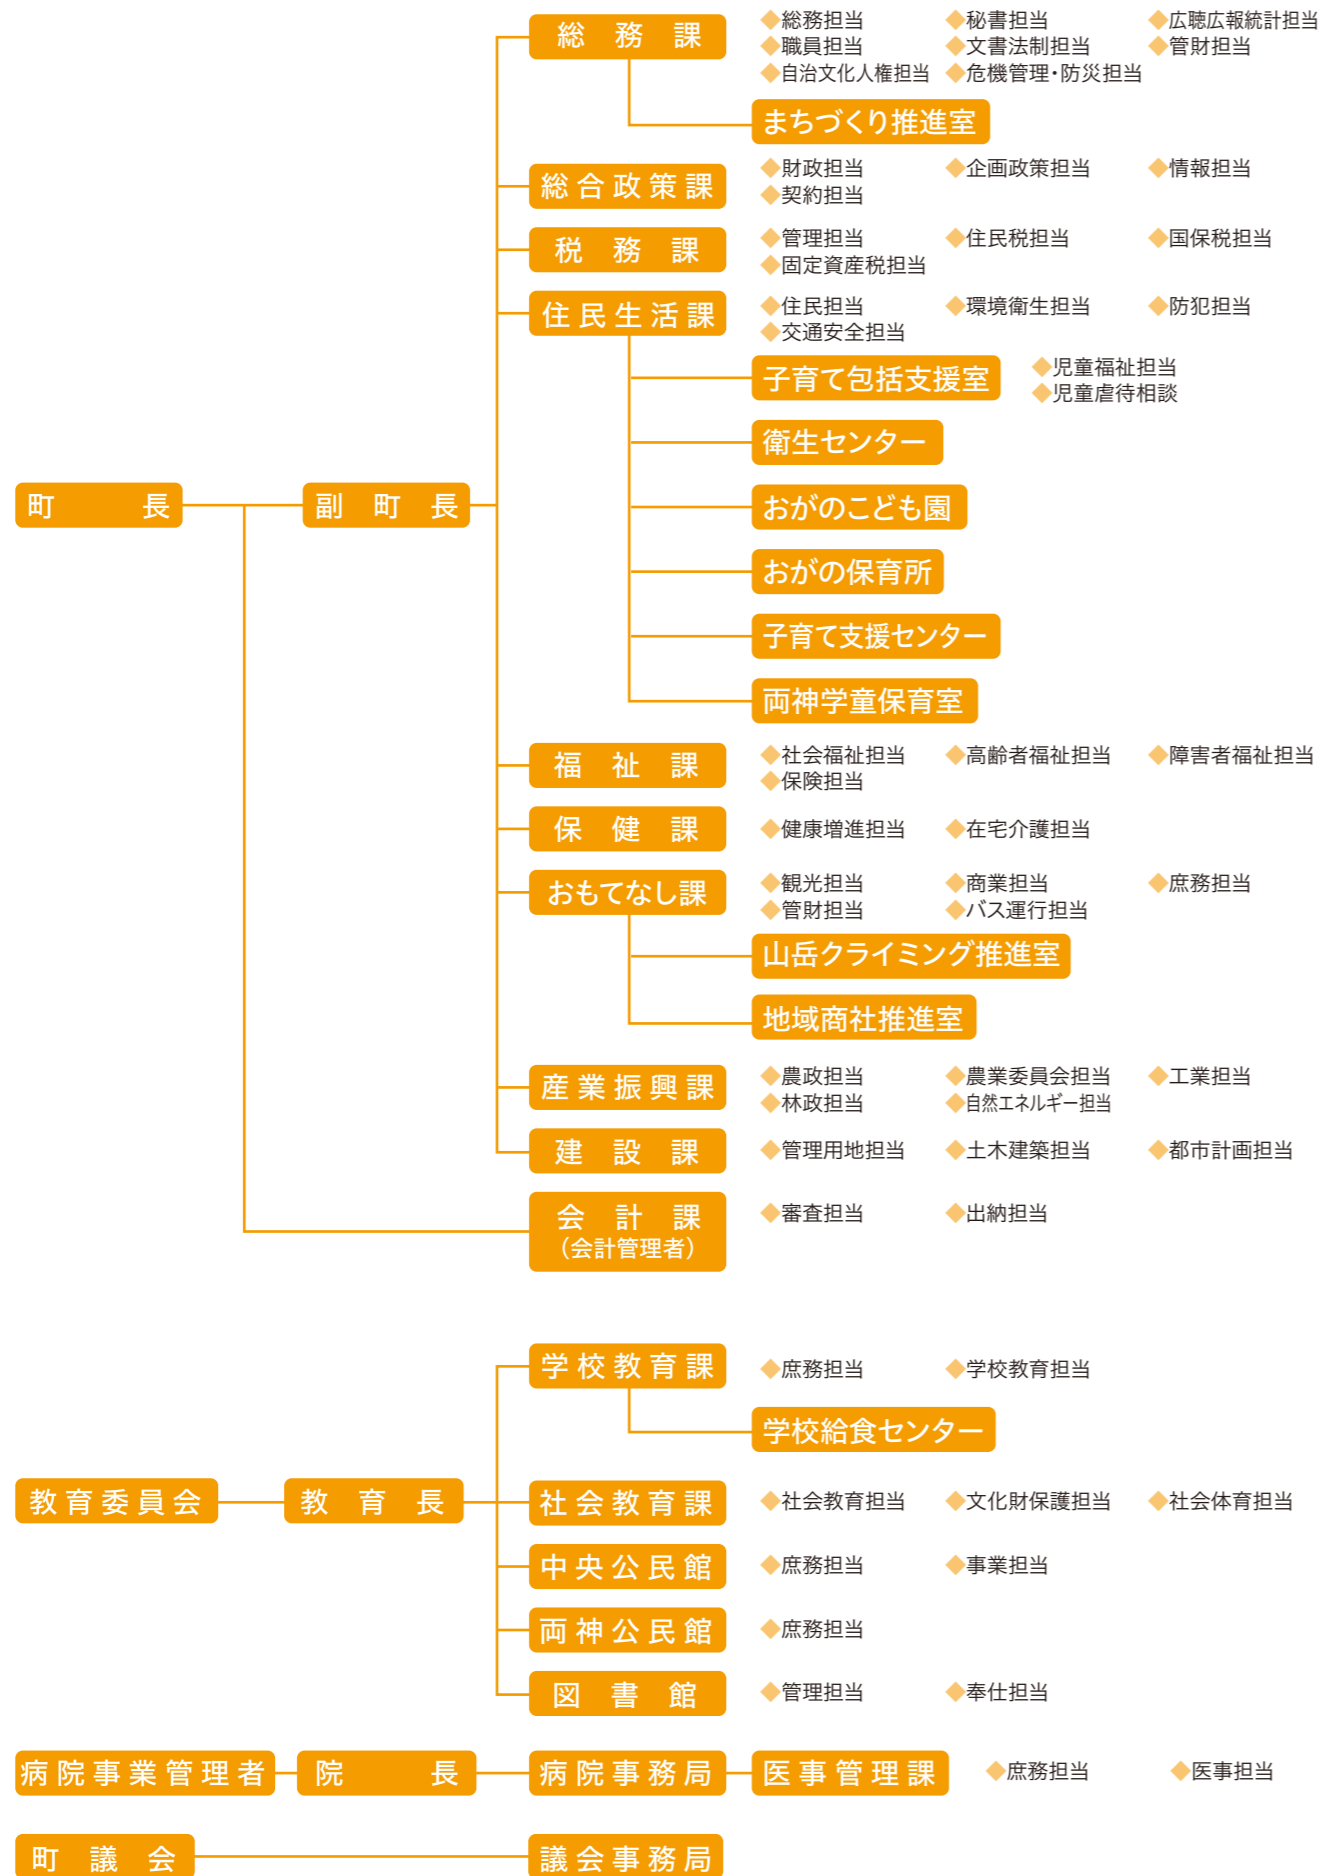 総務課
◆総務担当 ◆秘書担当 ◆広聴広報統計担当
◆職員担当 ◆文書法制担当 ◆管財担当
◆自治文化人権担当 ◆危機管理・防災担当
まちづくり推進室
総合政策課
◆財政担当 ◆企画政策担当 ◆情報担当
◆契約担当
税務課
◆管理担当 ◆住民税担当 ◆国保税担当
◆固定資産税担当
住民生活課
◆住民担当 ◆環境衛生担当 ◆防犯担当
◆交通安全担当
子育て包括支援室
◆児童福祉担当
◆児童虐待相談
衛生センター
町長
副町長
おがのこども園
おがの保育所
子育て支援センター
両神学童保育室
福祉課
◆社会福祉担当 ◆高齢者福祉担当 ◆障害者福祉担当
◆保険担当
保健課
◆健康増進担当 ◆在宅介護担当
おもてなし課
◆観光担当 ◆商業担当 ◆庶務担当
◆管財担当 ◆バス運行担当
山岳クライミング推進室
地域商社推進室
産業振興課
◆農政担当 ◆農業委員会担当 ◆工業担当
◆林政担当 ◆自然エネルギー担当
建設課
◆管理用地担当 ◆土木建築担当 ◆都市計画担当
会計課
（会計管理者）
◆審査担当 ◆出納担当
学校教育課
◆庶務担当 ◆学校教育担当
学校給食センター
教育委員会
教育長
社会教育課
◆社会教育担当 ◆文化財保護担当 ◆社会体育担当
中央公民館
◆庶務担当 ◆事業担当
両神公民館
◆庶務担当
図書館
◆管理担当 ◆奉仕担当
病院事業管理者
院長
病院事務局
医事管理課
◆庶務担当 ◆医事担当
町議会
議会事務局